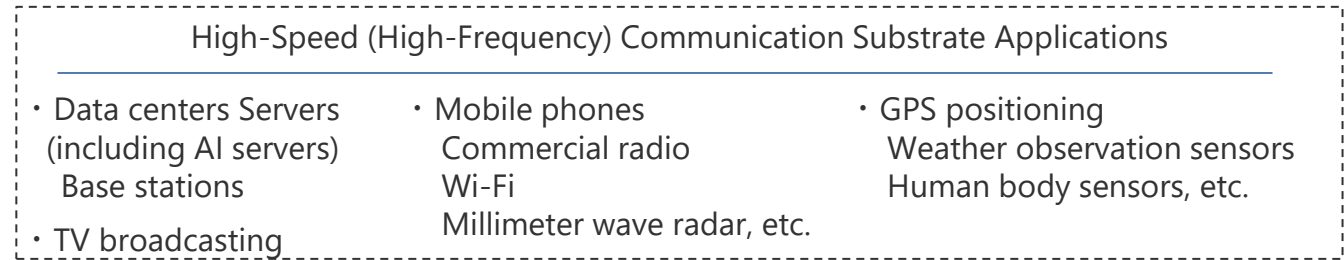 High-Speed (High-Frequency) Communication Substrate Applications
・Data centers Servers
(including AI servers)
Base stations
・TV broadcasting
・Mobile phones
Commercial radio
Wi-Fi
Millimeter wave radar, etc.
・GPS positioning
Weather observation sensors
Human body sensors, etc.